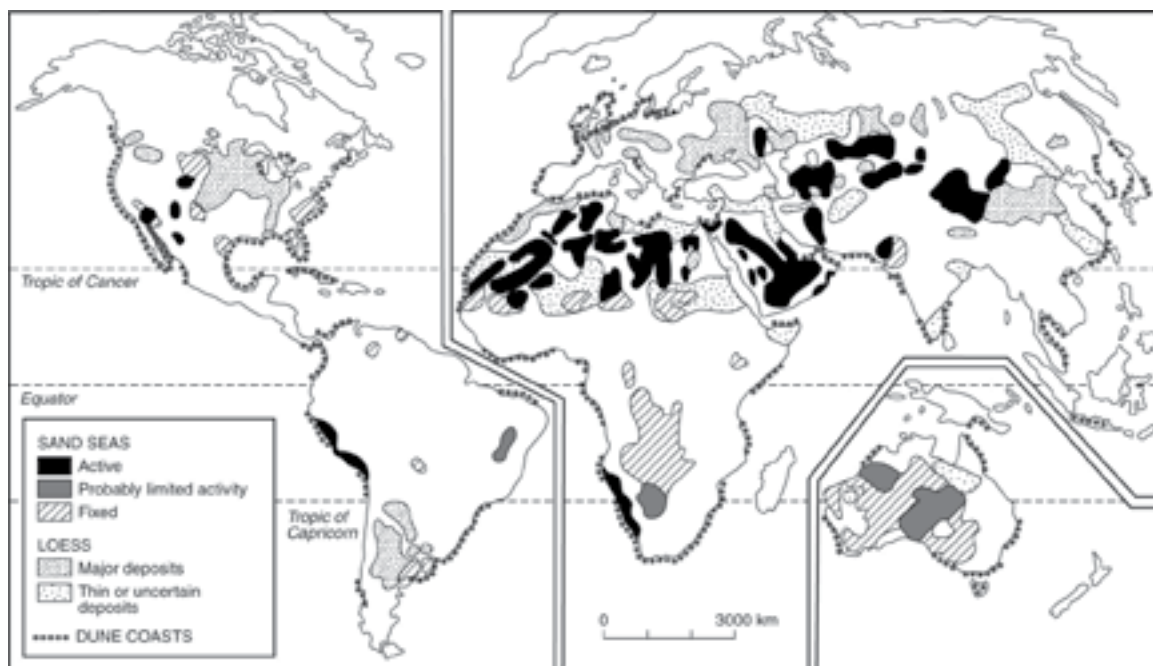 Tropic of Cancer
Equator
SAND SEAS
Active
Probably limited activity
Fixed
LOESS
Major deposits
Thin or uncertain
deposits
DUNE COASTS
Tropic of
Capricorn
0 3000 km